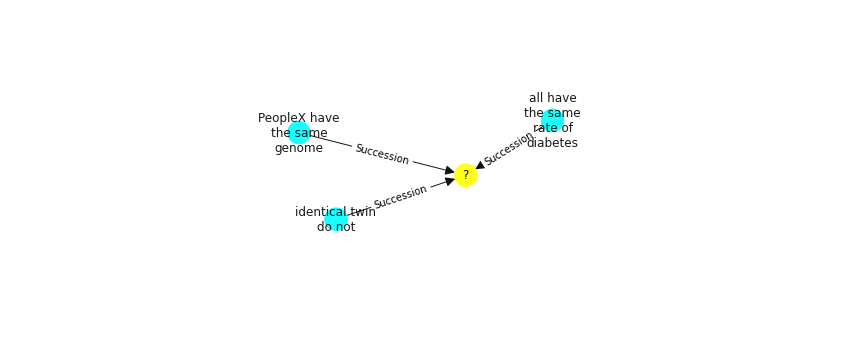 PeopleX have
the same
genome
Succession
all have
the same
rate of
diabetes
Succession
?
identical twin
do not
Succession